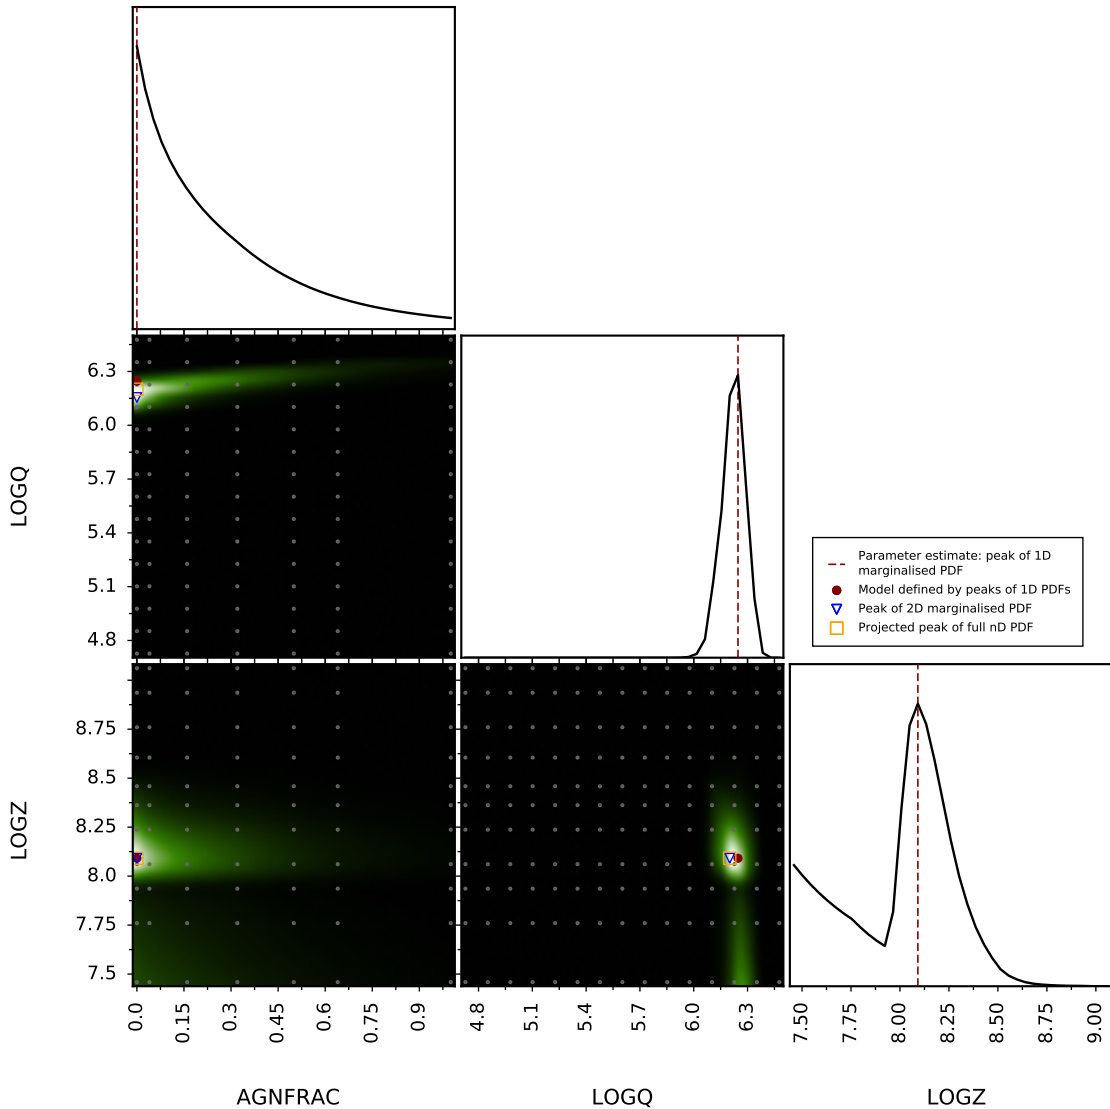 LOGQ
6.3
6.0
5.7
5.4
5.1
4.8
Parameter estimate: peak of 1D
marginalised PDF
Model defined by peaks of 1D PDFs
Peak of 2D marginalised PDF
Projected peak of full nD PDF
LOGZ
8.75
8.5
8.25
8.0
7.75
7.5
0.0 0.15 0.3 0.45 0.6 0.75 0.9
4.8 5.1 5.4 5.7 6.0 6.3
7.50 7.75 8.00 8.25 8.50 8.75 9.00
AGNFRAC
LOGQ
LOGZ